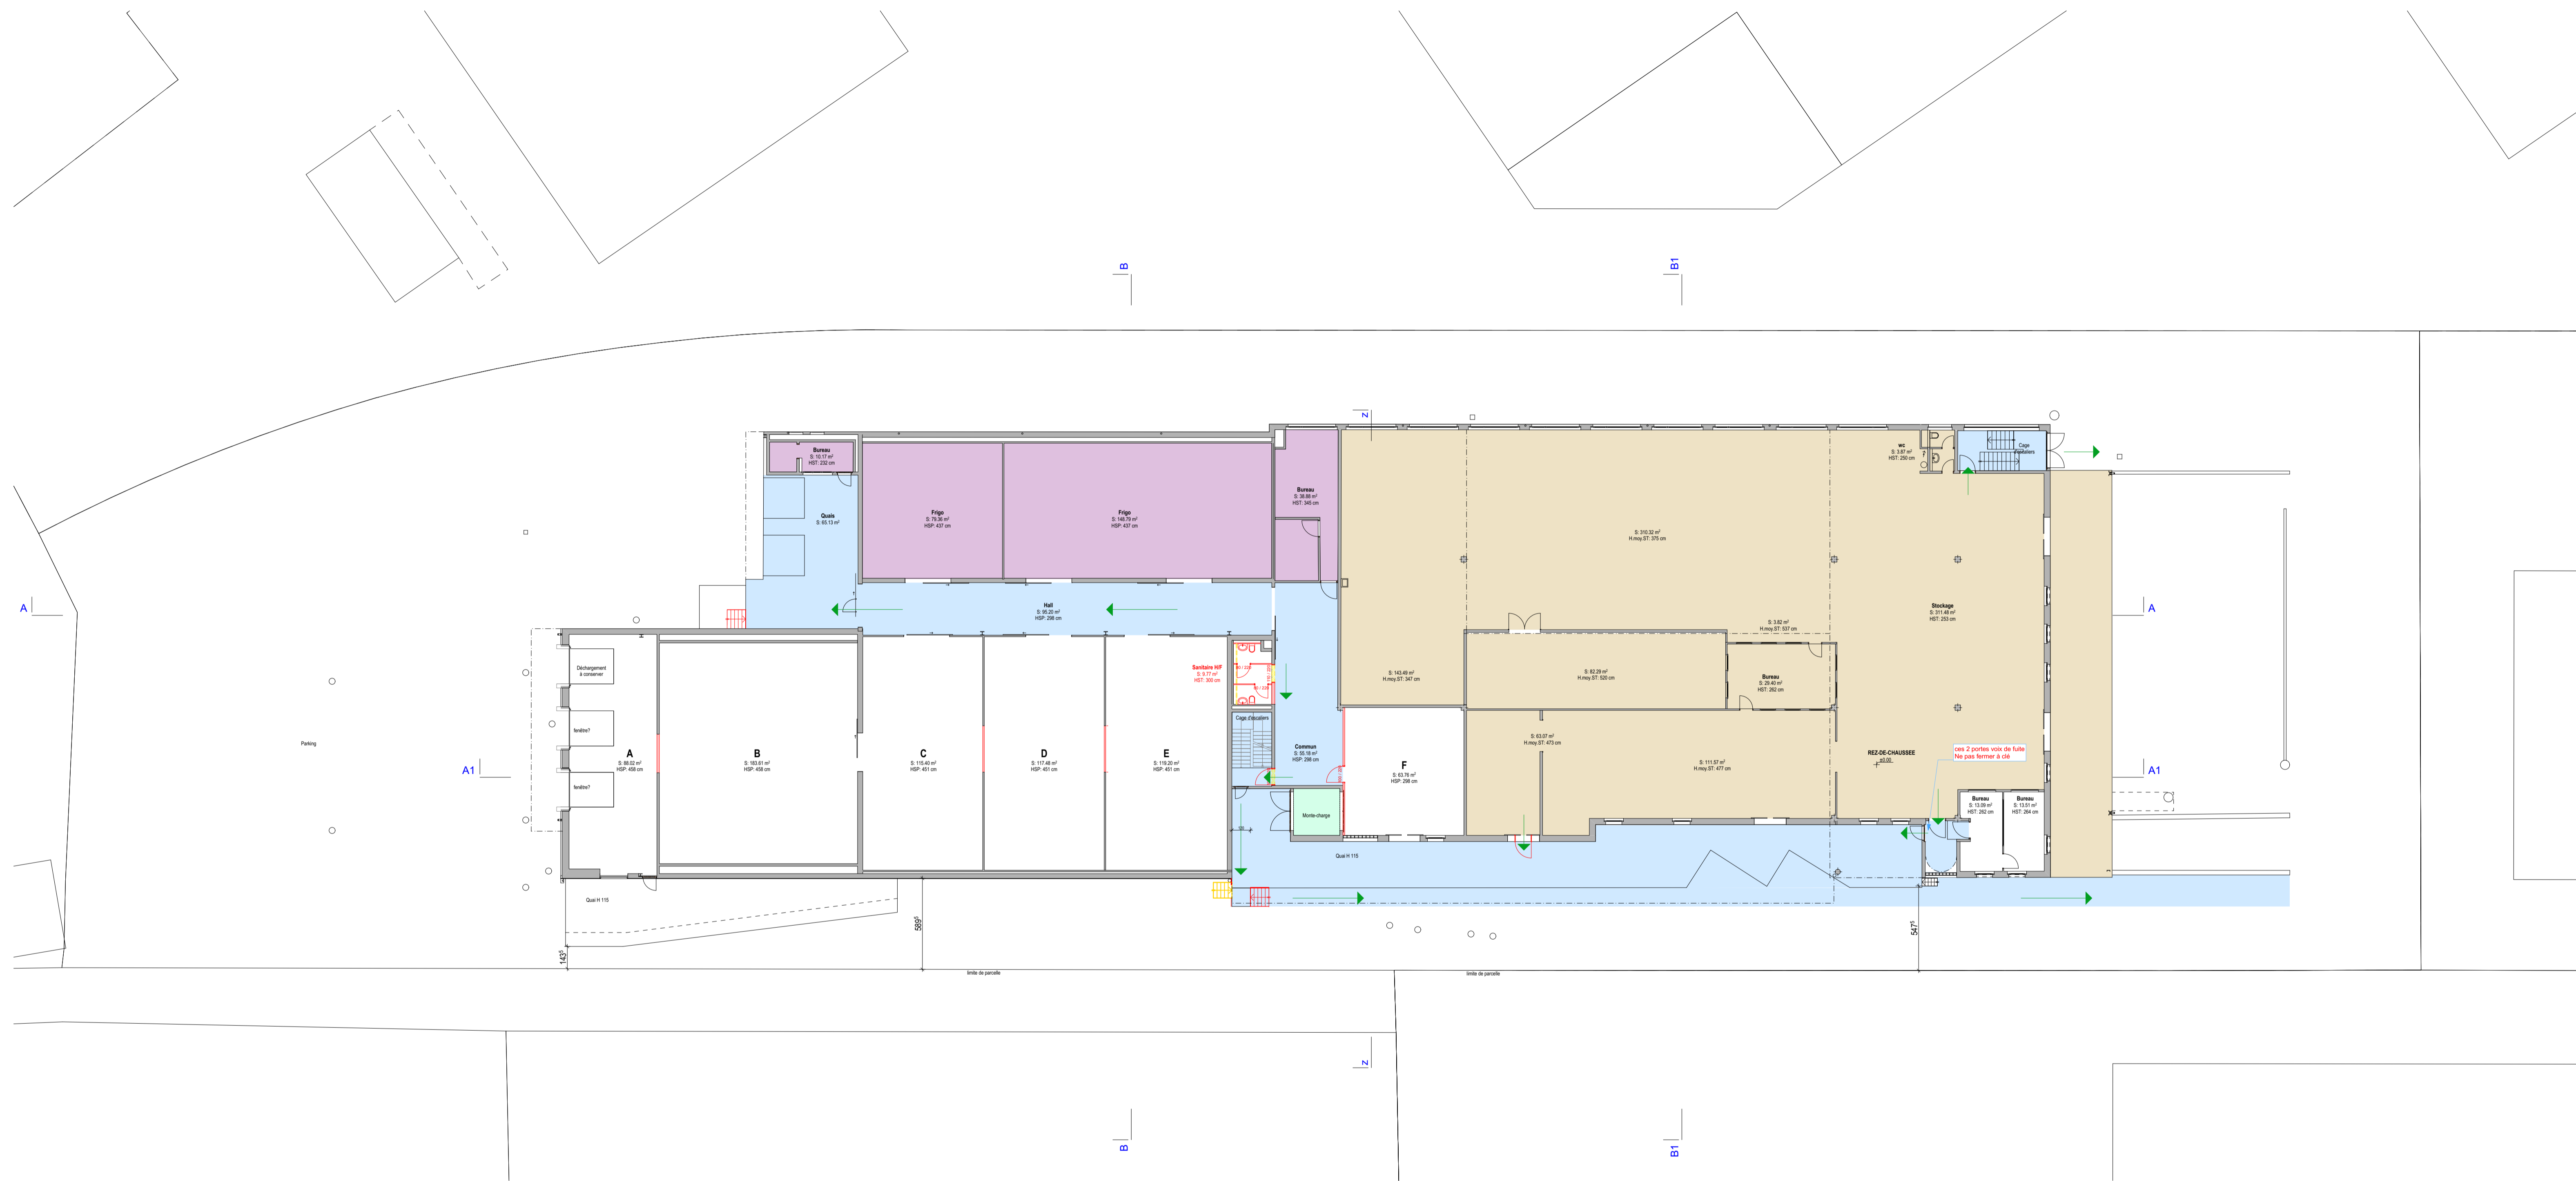 B
B1
z
Bureau
S: 10.17 m²
HST: 232 cm
Quais
S: 65.13 m²
Frigo
S: 79.36 m²
HSP: 437 cm
Frigo
S: 148.79 m²
HSP: 437 cm
Bureau
S: 38.88 m²
HST: 345 cm
wc
S: 3.87 m²
HST: 250 cm
Cage
d'escaliers
S: 310.32 m²
H.moy.ST: 375 cm
A
Hall
S: 95.20 m²
HSP: 298 cm
Stockage
S: 311.48 m²
HST: 253 cm
A
S: 3.82 m²
H.moy.ST: 537 cm
Déchargement
à conserver
Sanitaire H/F
S: 9.77 m²
HST: 300 cm
S: 143.49 m²
H.moy.ST: 347 cm
S: 82.29 m²
H.moy.ST: 520 cm
Bureau
S: 29.40 m²
HST: 262 cm
Cage d'escaliers
fenêtre?
Parking
A
S: 88.02 m²
HSP: 458 cm
B
S: 183.61 m²
HSP: 458 cm
C
S: 115.40 m²
HSP: 451 cm
D
S: 117.48 m²
HSP: 451 cm
E
S: 119.20 m²
HSP: 451 cm
Commun
S: 55.18 m²
HSP: 298 cm
F
S: 63.76 m²
HSP: 298 cm
S: 63.07 m²
H.moy.ST: 473 cm
S: 111.57 m²
H.moy.ST: 477 cm
REZ-DE-CHAUSSEE
±0.00
ces 2 portes voix de fuite
Ne pas fermer à clé
A1
A1
fenêtre?
Monte-charge
Bureau
S: 13.09 m²
HST: 262 cm
Bureau
S: 13.51 m²
HST: 264 cm
Quai H 115
Quai H 115
143⁵
589⁵
547⁵
limite de parcelle
limite de parcelle
z
B
B1